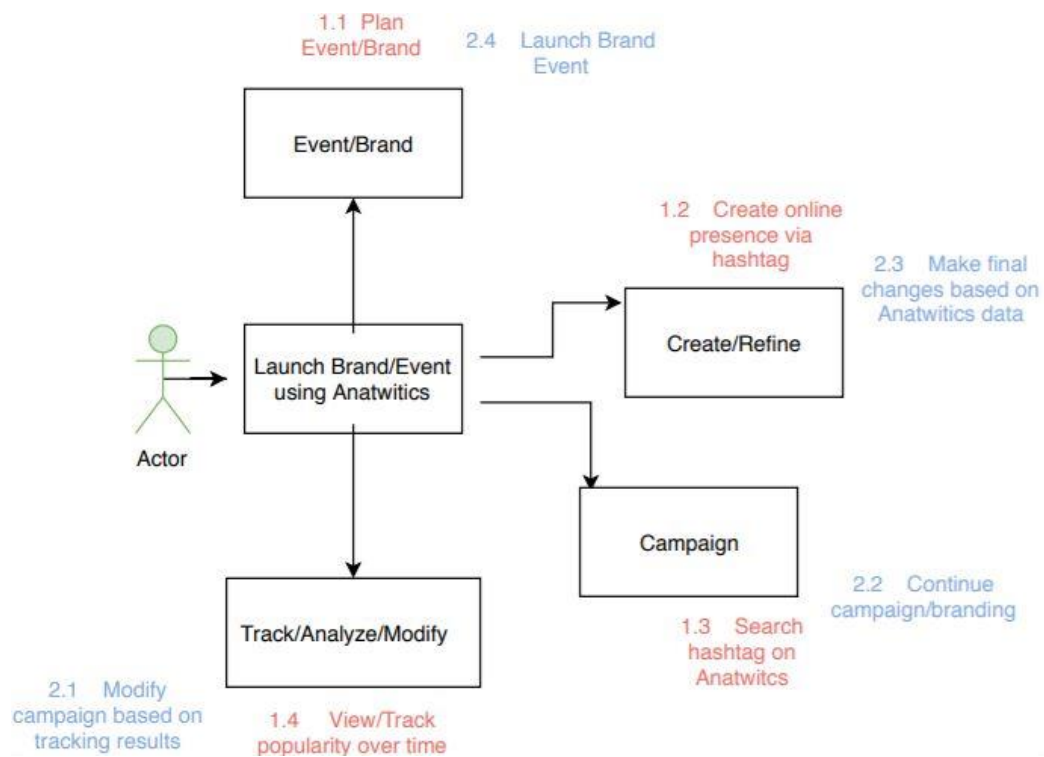 1.1 Plan
Event/Brand
2.4 Launch Brand
Event
Event/Brand
1.2 Create online
presence via
hashtag
2.3 Make final
changes based on
Anatwitics data
Create/Refine
Launch Brand/Event
using Anatwitics
Actor
Campaign
2.2 Continue
campaign/branding
1.3 Search
hashtag on
Anatwitcs
Track/Analyze/Modify
2.1 Modify
campaign based on
tracking results
1.4 View/Track
popularity over time